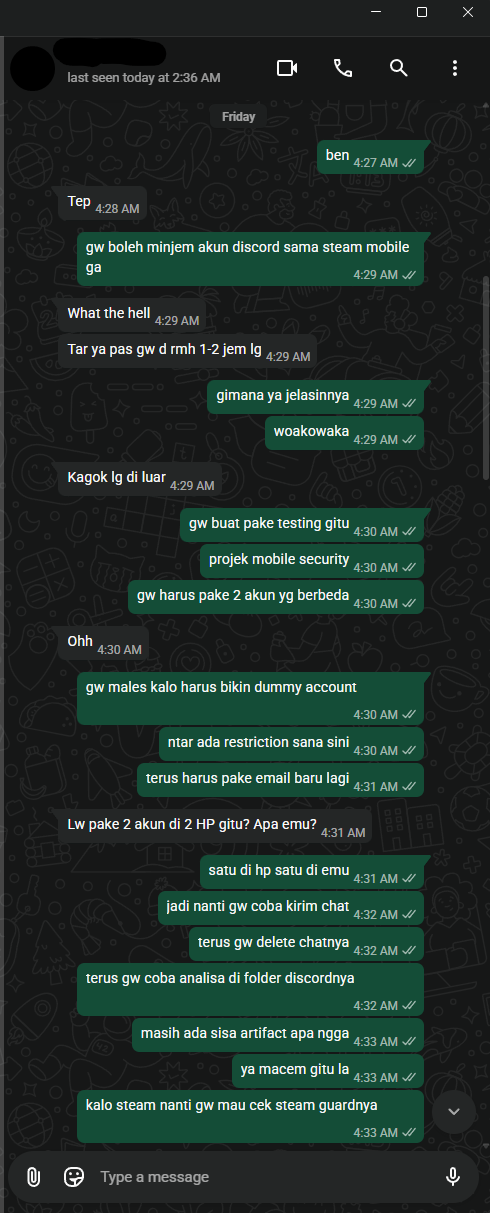 last seen today at 2:36 AM
Friday
ben 4:27 AM
Tep 4:28 AM
gw boleh minjem akun discord sama steam mobile
ga 4:29 AM
What the hell 4:29 AM
Tar ya pas gw d rmh 1-2 jem lg 4:29 AM
gimana ya jelasinnya 4:29 AM
woakowaka 4:29 AM
Kagok lg di luar 4:29 AM
gw buat pake testing gitu 4:30 AM
projek mobile security 4:30 AM
gw harus pake 2 akun yg berbeda 4:30 AM
Ohh 4:30 AM
gw males kalo harus bikin dummy account
4:30 AM
ntar ada restriction sana sini 4:30 AM
terus harus pake email baru lagi 4:31 AM
Lw pake 2 akun di 2 HP gitu? Apa emu? 4:31 AM
satu di hp satu di emu 4:31 AM
jadi nanti gw coba kirim chat 4:32 AM
terus gw delete chatnya 4:32 AM
terus gw coba analisa di folder discordnya
4:32 AM
masih ada sisa artifact apa ngga 4:33 AM
ya macem gitu la 4:33 AM
kalo steam nanti gw mau cek steam guardnya
4:33 AM
Type a message